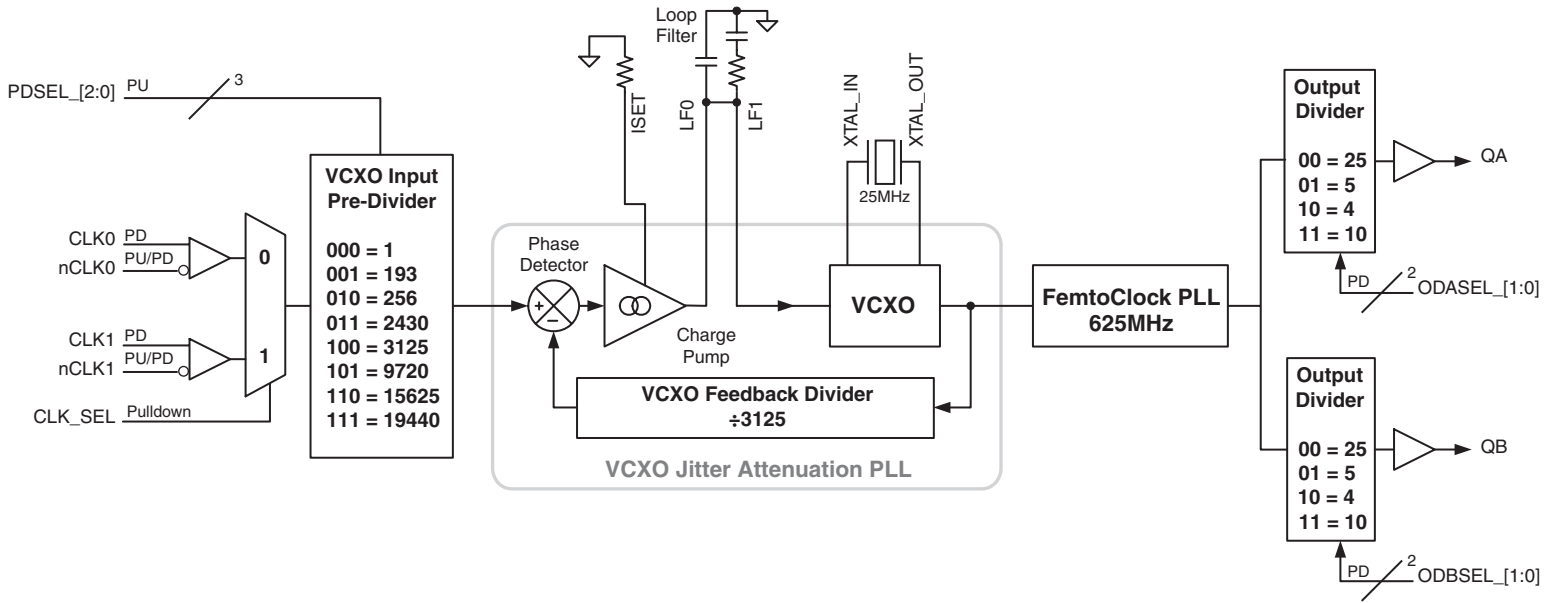 Loop
Filter
PDSEL_[2:0] PU
3
ISET
LF0
LF1
XTAL_IN
XTAL_OUT
25MHz
VCXO Input
Pre-Divider
000 = 1
001 = 193
010 = 256
011 = 2430
100 = 3125
101 = 9720
110 = 15625
111 = 19440
CLK0 PD
nCLK0 PU/PD
0
CLK1 PD
nCLK1 PU/PD
1
CLK_SEL Pulldown
Phase
Detector
+
−
Charge
Pump
VCXO
VCXO Feedback Divider
÷3125
VCXO Jitter Attenuation PLL
FemtoClock PLL
625MHz
Output
Divider
00 = 25
01 = 5
10 = 4
11 = 10
QA
PD 2 ODASEL_[1:0]
Output
Divider
00 = 25
01 = 5
10 = 4
11 = 10
QB
PD 2 ODBSEL_[1:0]